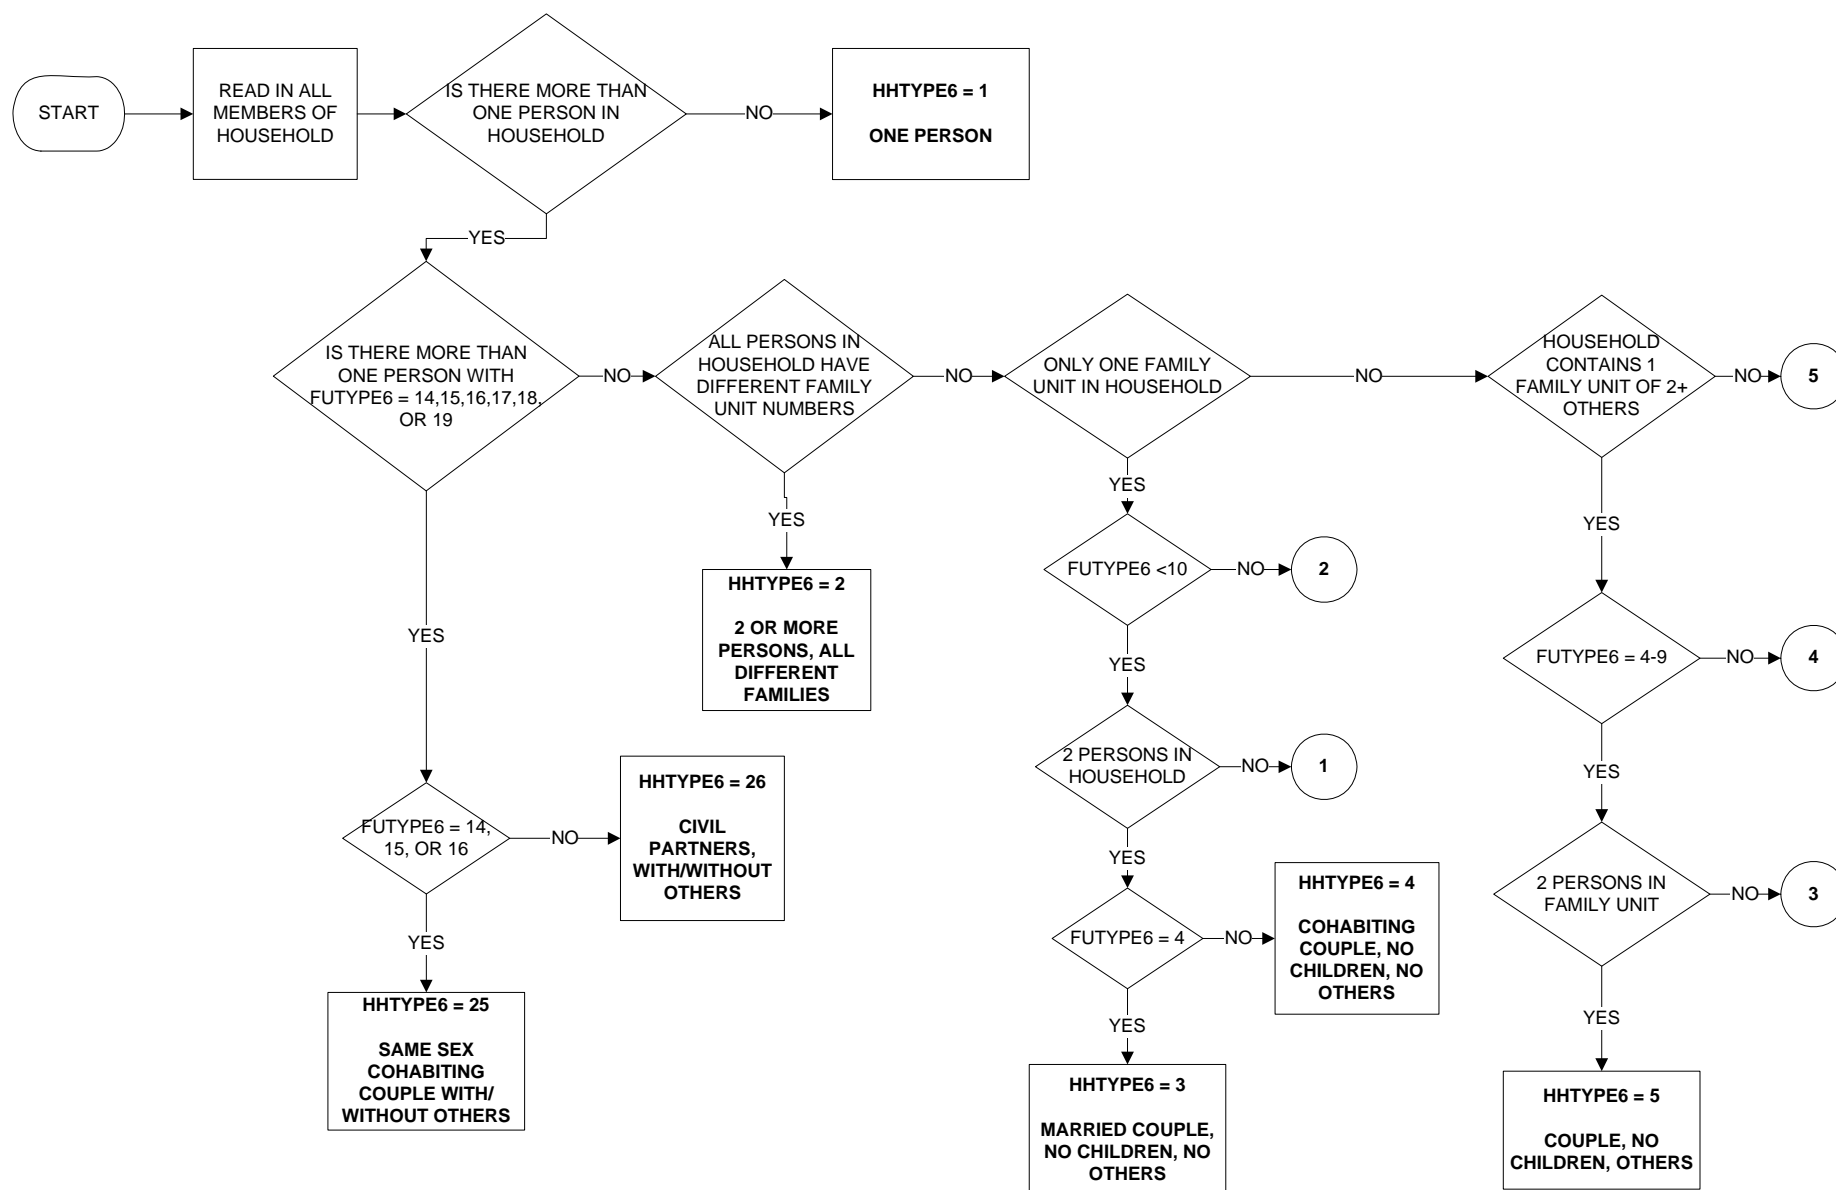 START
READ IN ALL
MEMBERS OF
HOUSEHOLD
IS THERE MORE THAN
ONE PERSON IN
HOUSEHOLD
NO
HHTYPE6 = 1
ONE PERSON
YES
IS THERE MORE THAN
ONE PERSON WITH
FUTYPE6 = 14,15,16,17,18,
OR 19
NO
ALL PERSONS IN
HOUSEHOLD HAVE
DIFFERENT FAMILY
UNIT NUMBERS
NO
ONLY ONE FAMILY
UNIT IN HOUSEHOLD
NO
HOUSEHOLD
CONTAINS 1
FAMILY UNIT OF 2+
OTHERS
NO
5
YES
HHTYPE6 = 2
2 OR MORE
PERSONS, ALL
DIFFERENT
FAMILIES
YES
FUTYPE6 <10
NO
2
YES
2 PERSONS IN
HOUSEHOLD
NO
1
YES
FUTYPE6 = 4
NO
HHTYPE6 = 4
COHABITING
COUPLE, NO
CHILDREN, NO
OTHERS
YES
HHTYPE6 = 3
MARRIED COUPLE,
NO CHILDREN, NO
OTHERS
YES
FUTYPE6 = 4-9
NO
4
YES
2 PERSONS IN
FAMILY UNIT
NO
3
YES
HHTYPE6 = 5
COUPLE, NO
CHILDREN, OTHERS
YES
FUTYPE6 = 14,
15, OR 16
NO
HHTYPE6 = 26
CIVIL
PARTNERS,
WITH/WITHOUT
OTHERS
YES
HHTYPE6 = 25
SAME SEX
COHABITING
COUPLE WITH/
WITHOUT OTHERS